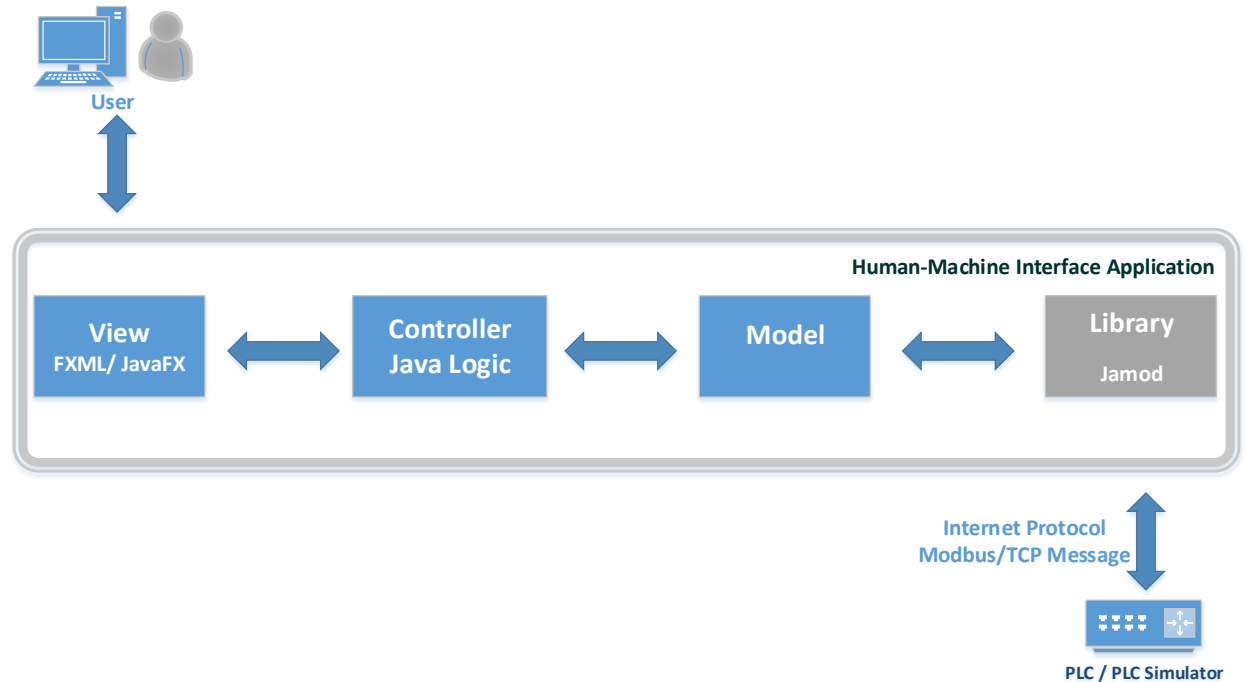 User
Human-Machine Interface Application
View
FXML/ JavaFX
Controller
Java Logic
Model
Library
Jamod
Internet Protocol
Modbus/TCP Message
PLC / PLC Simulator